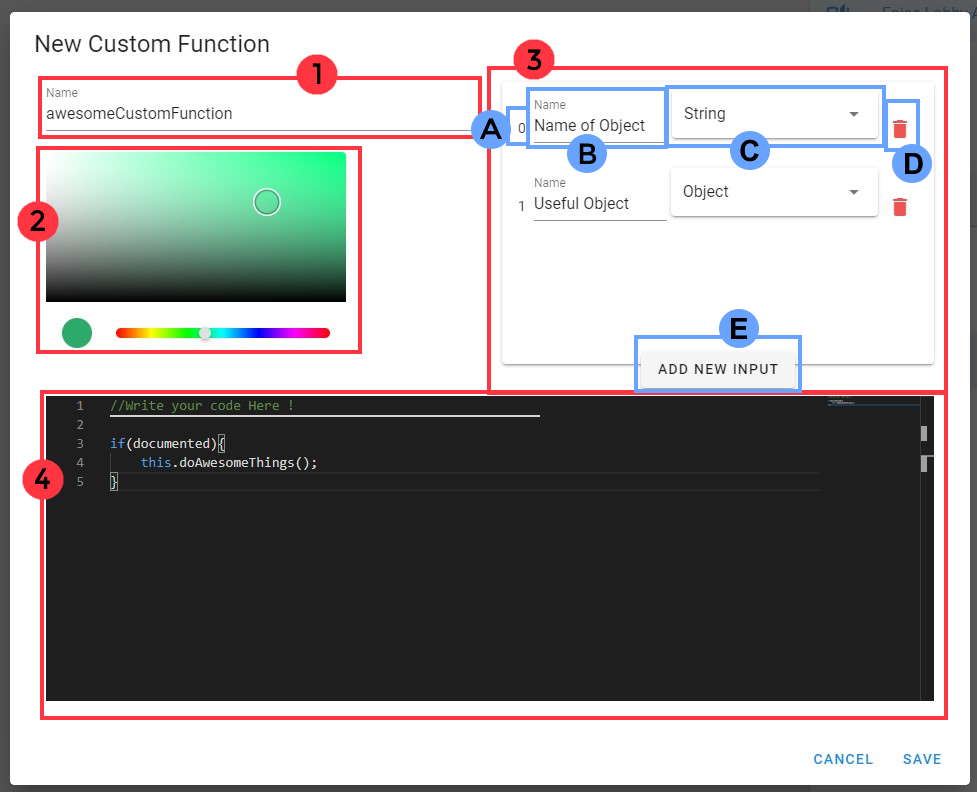 New Custom Function
1
Name
awesomeCustomFunction
2
3
A
0
Name
Name of Object
B
String
C
D
1
Name
Useful Object
Object
E
ADD NEW INPUT
4
1 //Write your code Here !
2
3 if(documented){
4 this.doAwesomeThings();
5 }
CANCEL SAVE